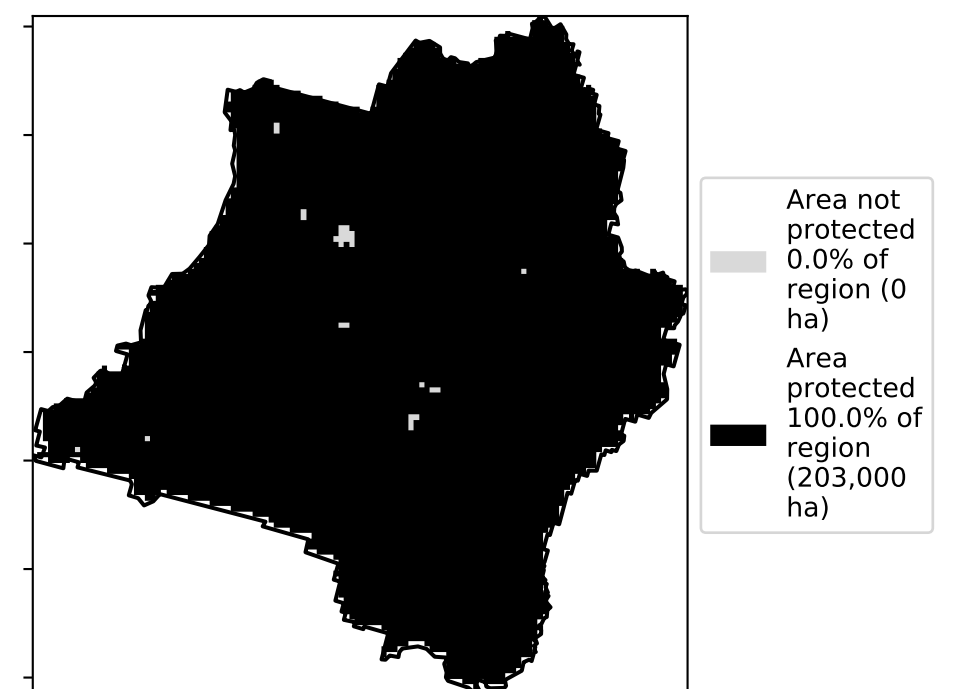 Area not
protected
0.0% of
region (0
ha)
Area
protected
100.0% of
region
(203,000
ha)